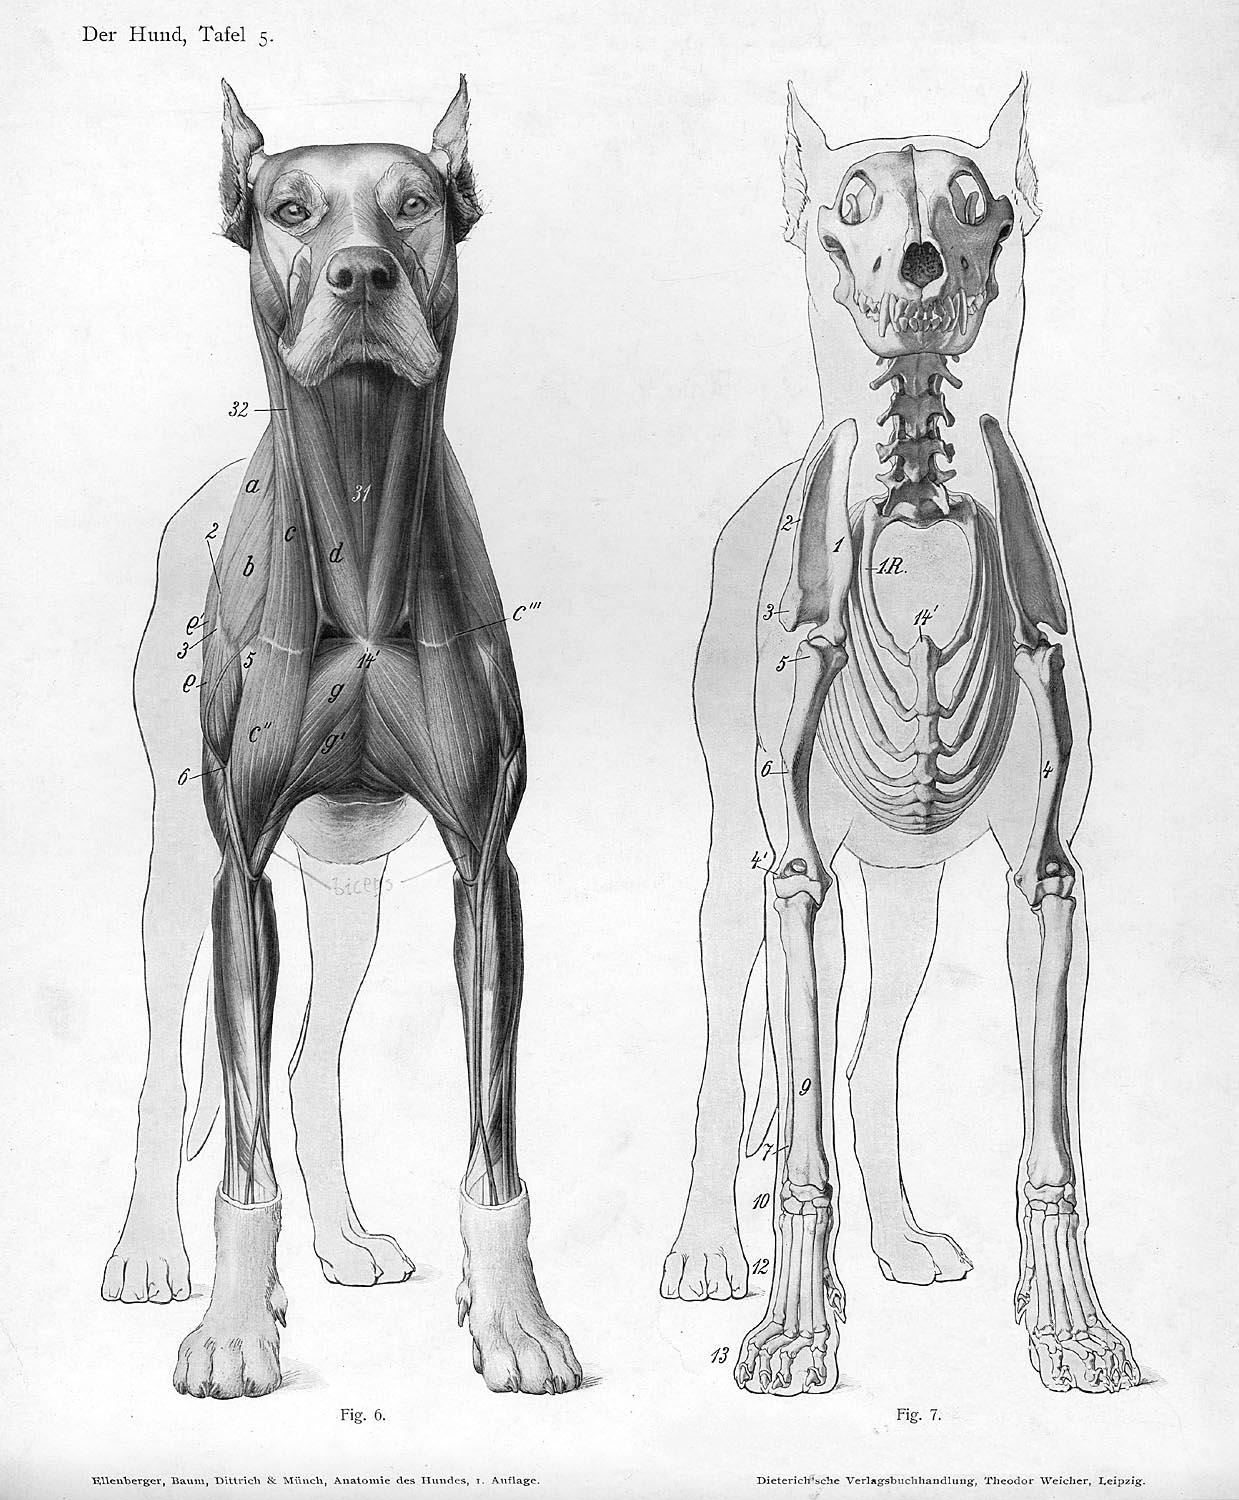 Der Hund, Tafel 5.
32
a
31
2
c
d
b
e'
c'''
3
5
14'
e
g
c''
g'
6
biceps
2
1
1.R.
3
14'
5
6
4
4'
9
7
10
12
13
Fig. 6.
Fig. 7.
Ellenberger, Baum, Dittrich & Münch, Anatomie des Hundes, 1. Auflage.
Dieterich'sche Verlagsbuchhandlung, Theodor Weicher, Leipzig.